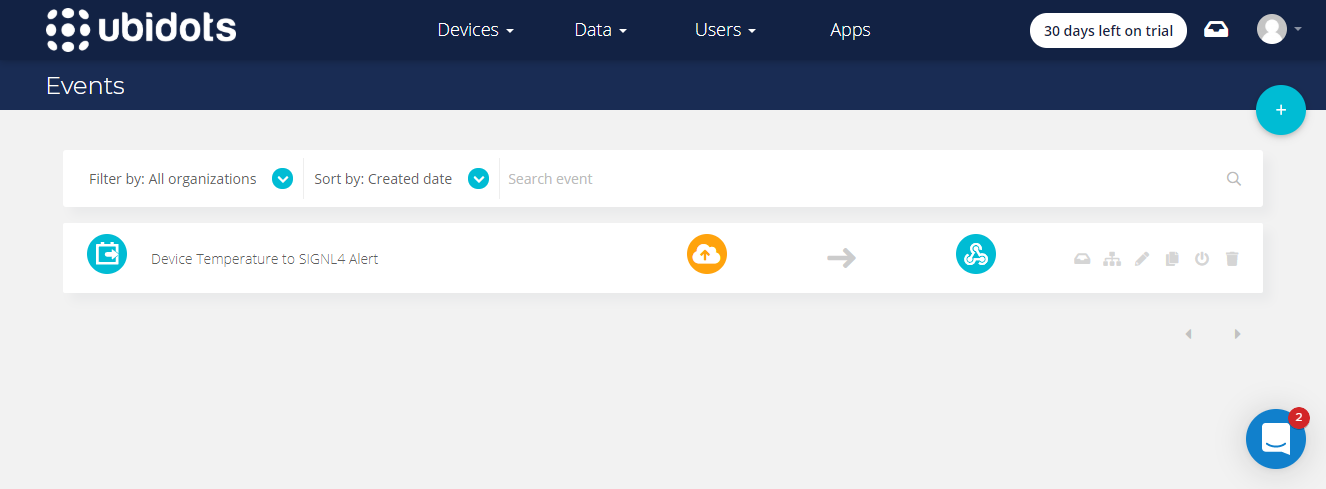 ubidots
Devices
Data
Users
Apps
30 days left on trial
Events
+
Filter by: All organizations
Sort by: Created date
Search event
Device Temperature to SIGNL4 Alert
2